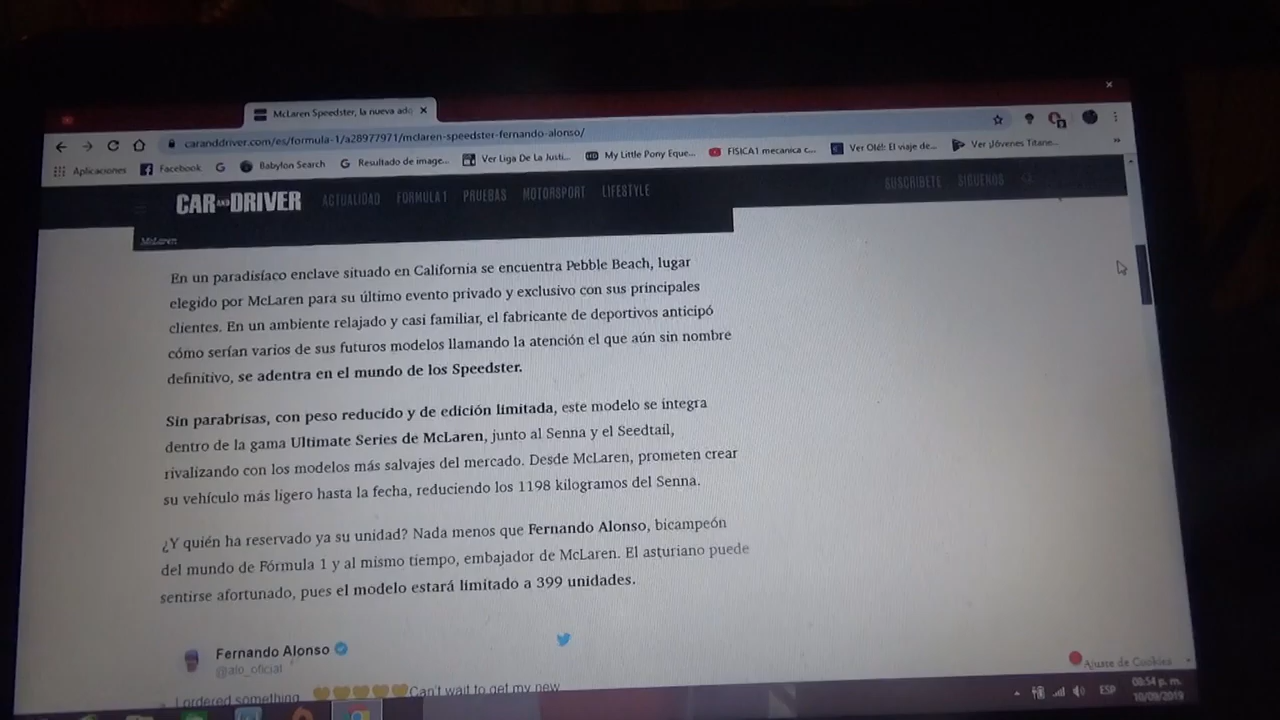 McLaren Speedster, la nueva ado
caranddriver.com/es/formula-1/a28977971/mclaren-speedster-fernando-alonso/
Aplicaciones Facebook Babylon Search Resultado de image... Ver Liga De La Justi... My Little Pony Eque... FISICA1 mecanica c... Ver Olé!: El viaje de... Ver ¡Jóvenes Titane...
CAR AND DRIVER ACTUALIDAD FÓRMULA 1 PRUEBAS MOTORSPORT LIFESTYLE SUSCRÍBETE SÍGUENOS
McLaren
En un paradisíaco enclave situado en California se encuentra Pebble Beach, lugar
elegido por McLaren para su último evento privado y exclusivo con sus principales
clientes. En un ambiente relajado y casi familiar, el fabricante de deportivos anticipó
cómo serían varios de sus futuros modelos llamando la atención el que aún sin nombre
definitivo, se adentra en el mundo de los Speedster.
Sin parabrisas, con peso reducido y de edición limitada, este modelo se integra
dentro de la gama Ultimate Series de McLaren, junto al Senna y el Seedtail,
rivalizando con los modelos más salvajes del mercado. Desde McLaren, prometen crear
su vehículo más ligero hasta la fecha, reduciendo los 1198 kilogramos del Senna.
¿Y quién ha reservado ya su unidad? Nada menos que Fernando Alonso, bicampeón
del mundo de Fórmula 1 y al mismo tiempo, embajador de McLaren. El asturiano puede
sentirse afortunado, pues el modelo estará limitado a 399 unidades.
Fernando Alonso
@alo_oficial
I ordered something 💛💛💛💛💛Can't wait to get my new
Ajuste de Cookies
ESP 08:54 p. m.
10/09/2019